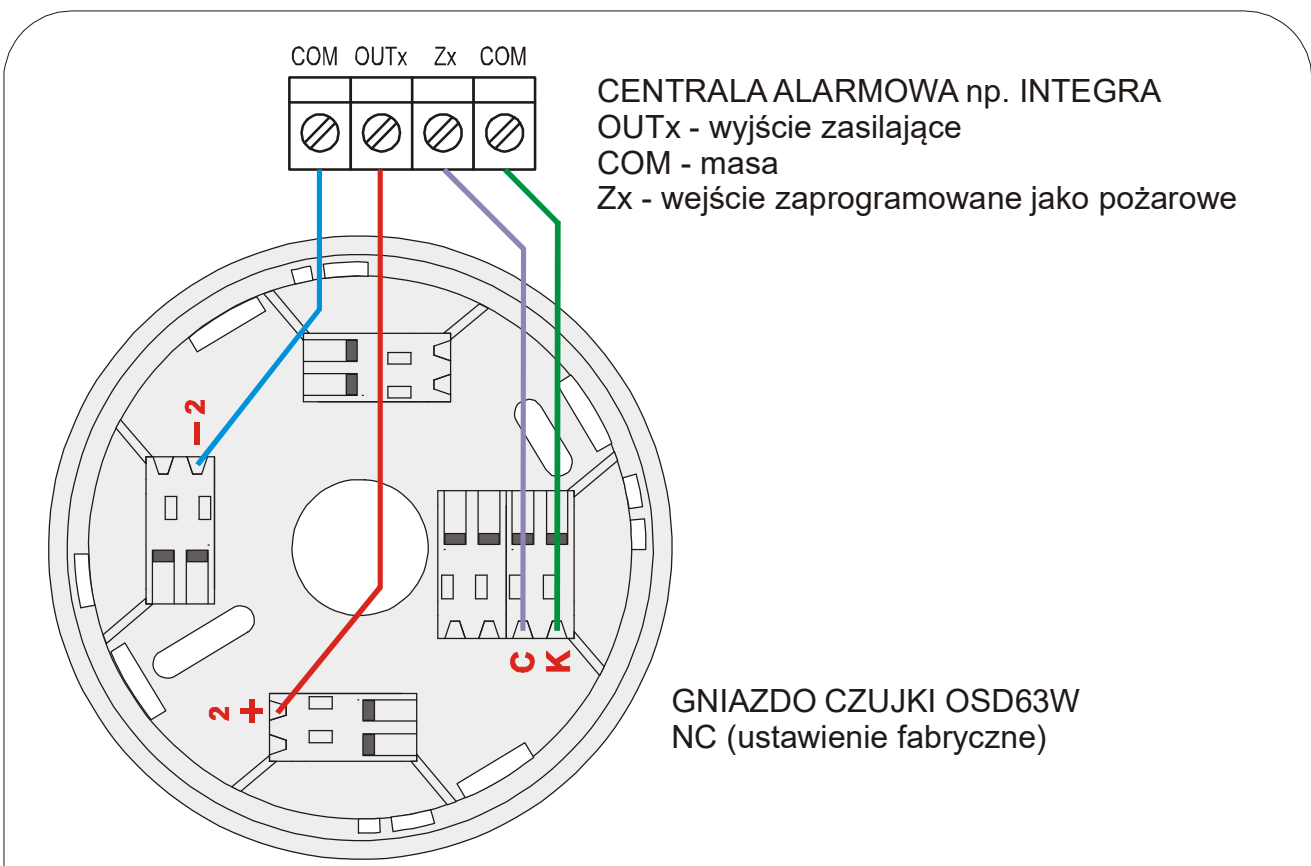 COM OUTx Zx COM
CENTRALA ALARMOWA np. INTEGRA
OUTx - wyjście zasilające
COM - masa
Zx - wejście zaprogramowane jako pożarowe
– 2
C K
2 +
GNIAZDO CZUJKI OSD63W
NC (ustawienie fabryczne)